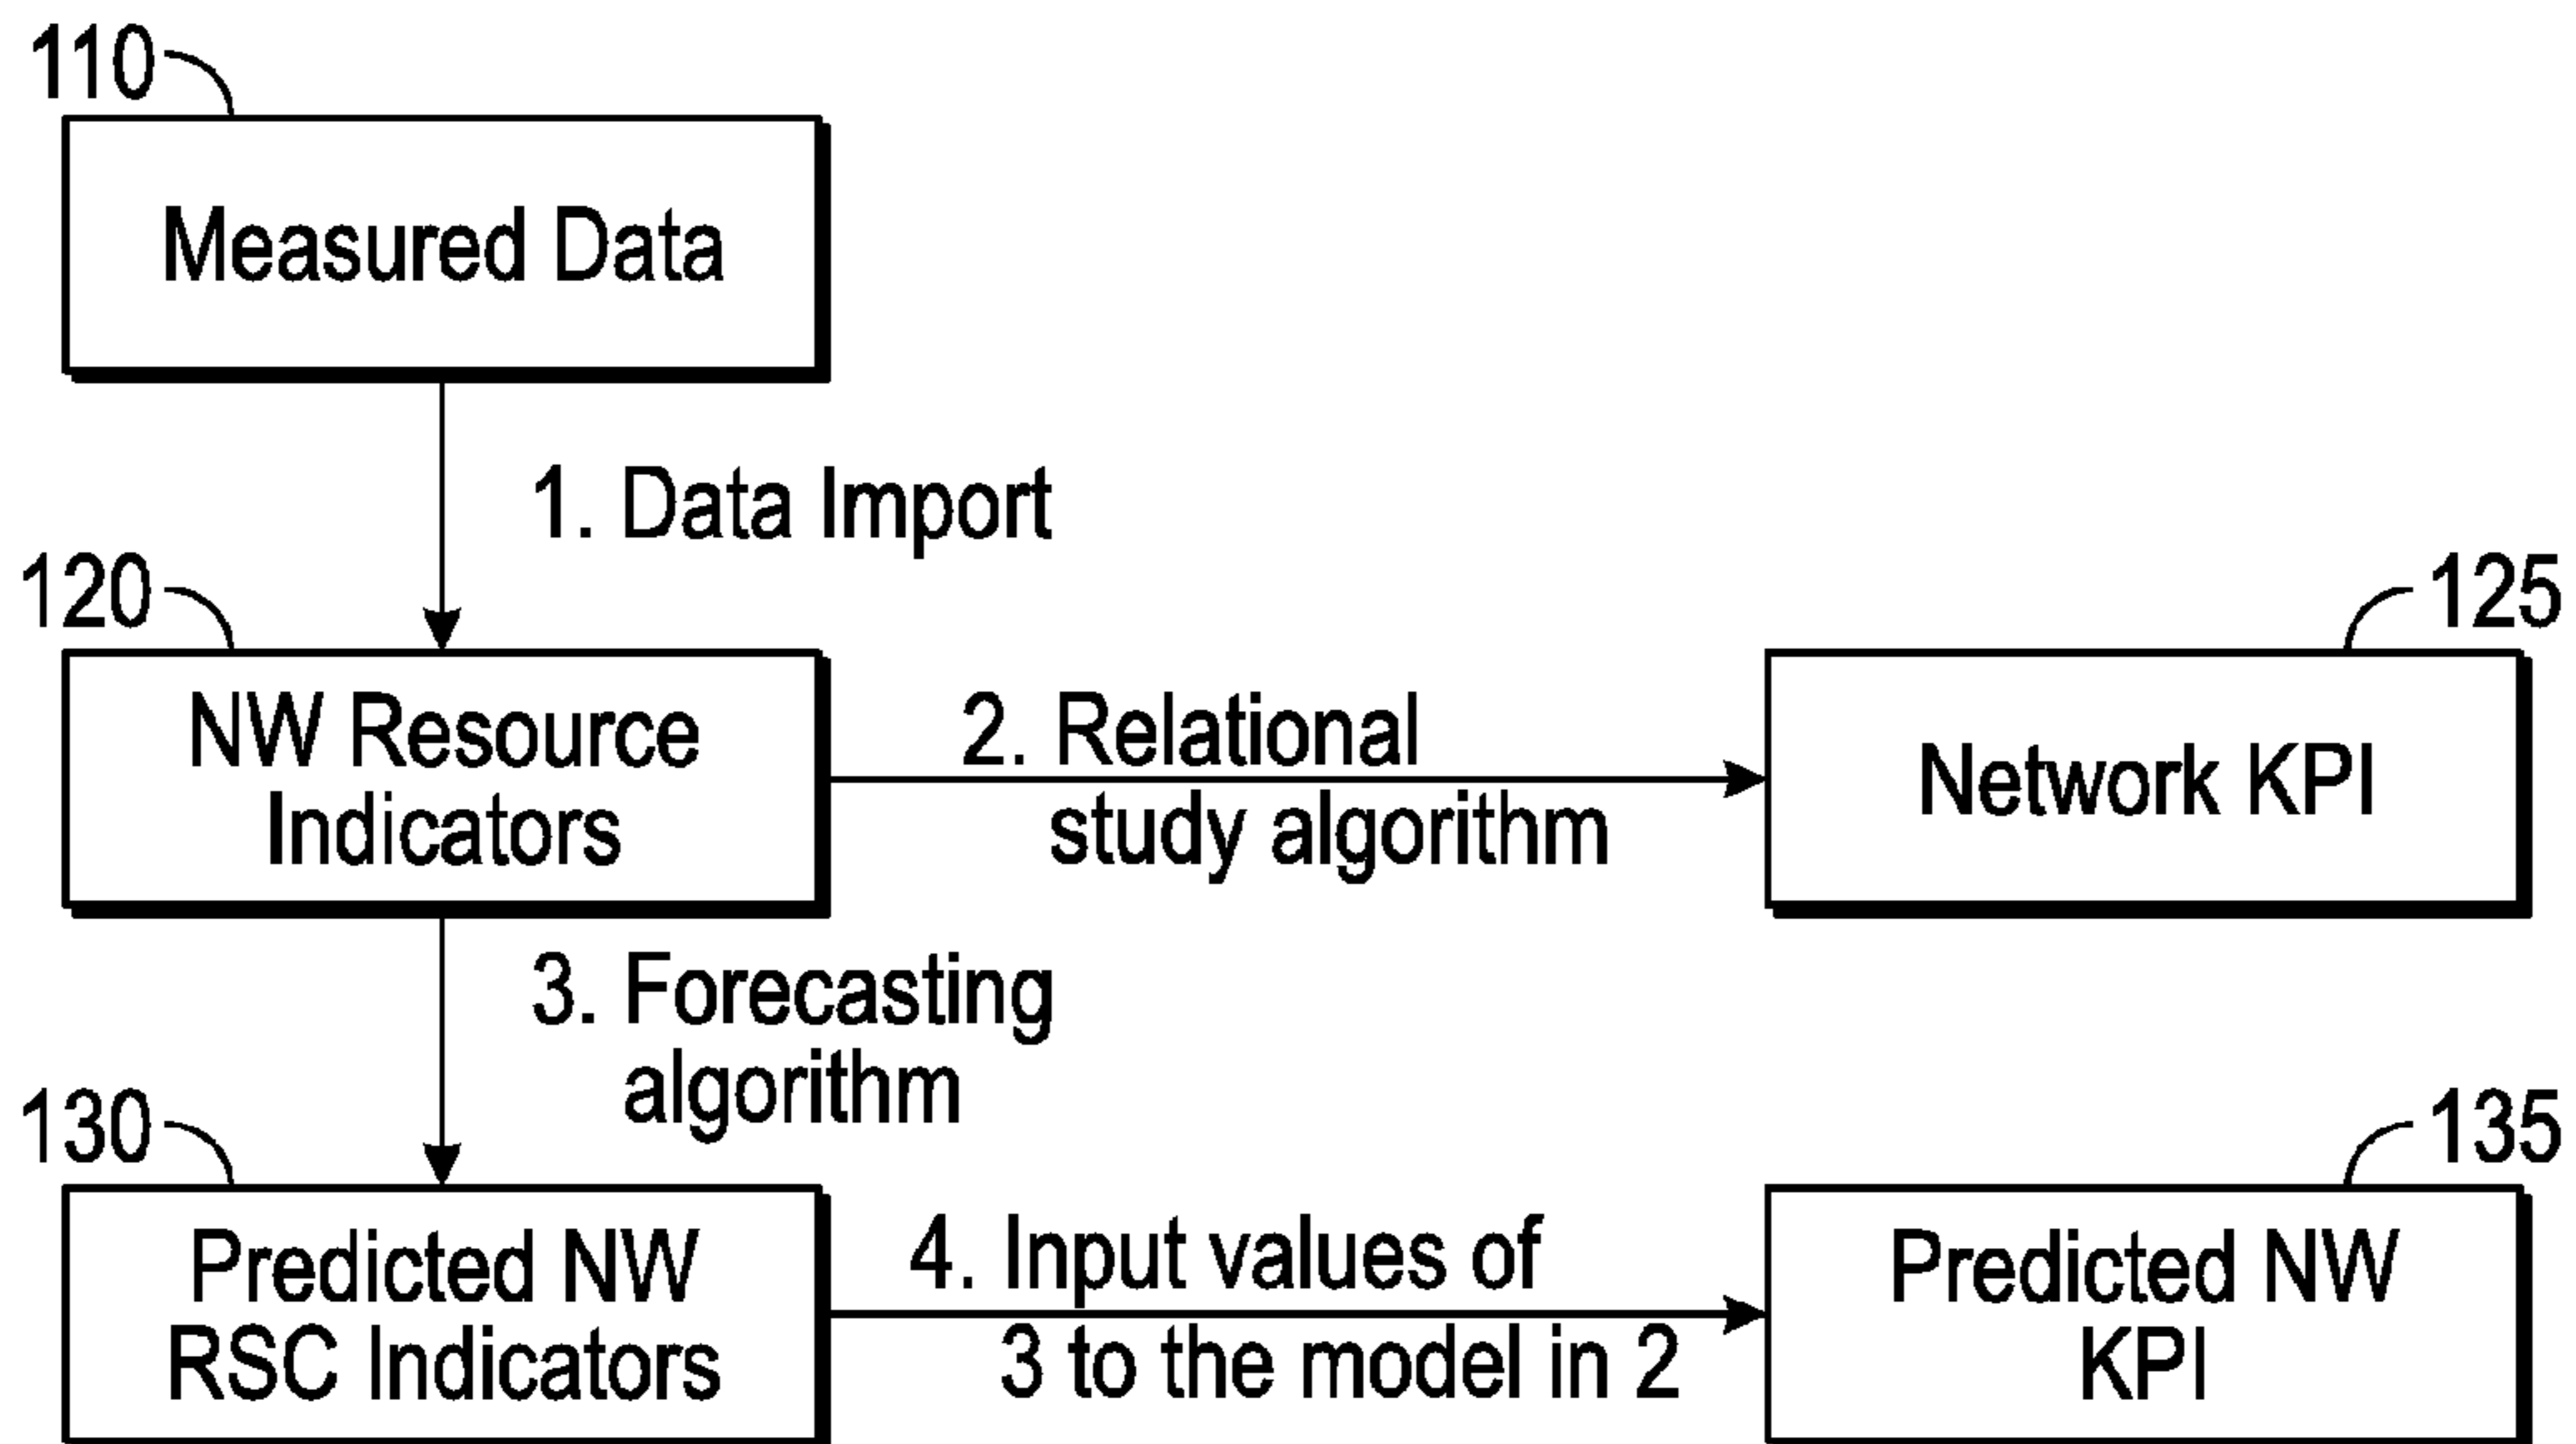 110
Measured Data
1. Data Import
120
125
NW Resource
Indicators
2. Relational
study algorithm
Network KPI
3. Forecasting
algorithm
130
135
Predicted NW
RSC Indicators
4. Input values of
3 to the model in 2
Predicted NW
KPI